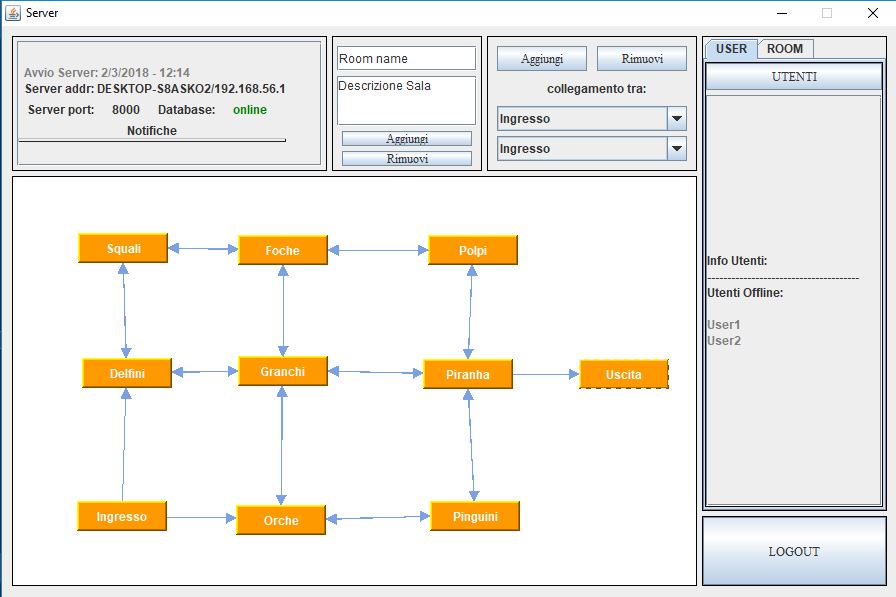 Server
Avvio Server: 2/3/2018 - 12:14
Server addr: DESKTOP-S8ASKO2/192.168.56.1
Server port: 8000 Database: online
Notifiche
Room name
Descrizione Sala
Aggiungi
Rimuovi
Aggiungi Rimuovi
collegamento tra:
Ingresso
Ingresso
USER ROOM
UTENTI
Info Utenti:
------------------------------------------
Utenti Offline:
User1
User2
LOGOUT
Squali Foche Polpi
Delfini Granchi Piranha Uscita
Ingresso Orche Pinguini